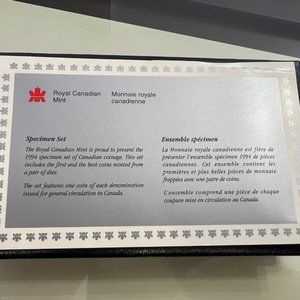 Royal Canadian
Mint
Monnaie royale
canadienne
Specimen Set
The Royal Canadian Mint is proud to present the
1994 specimen set of Canadian coinage. This set
includes the first and the best coins minted from
a pair of dies.
The set features one coin of each denomination
issued for general circulation in Canada.
Ensemble spécimen
La Monnaie royale canadienne est fière de
présenter l'ensemble spécimen 1994 de pièces
canadiennes. Cet ensemble contient les
premières et plus belles pièces de monnaie
frappées avec une paire de coins.
L'ensemble comprend une pièce de chaque
coupure mise en circulation au Canada.